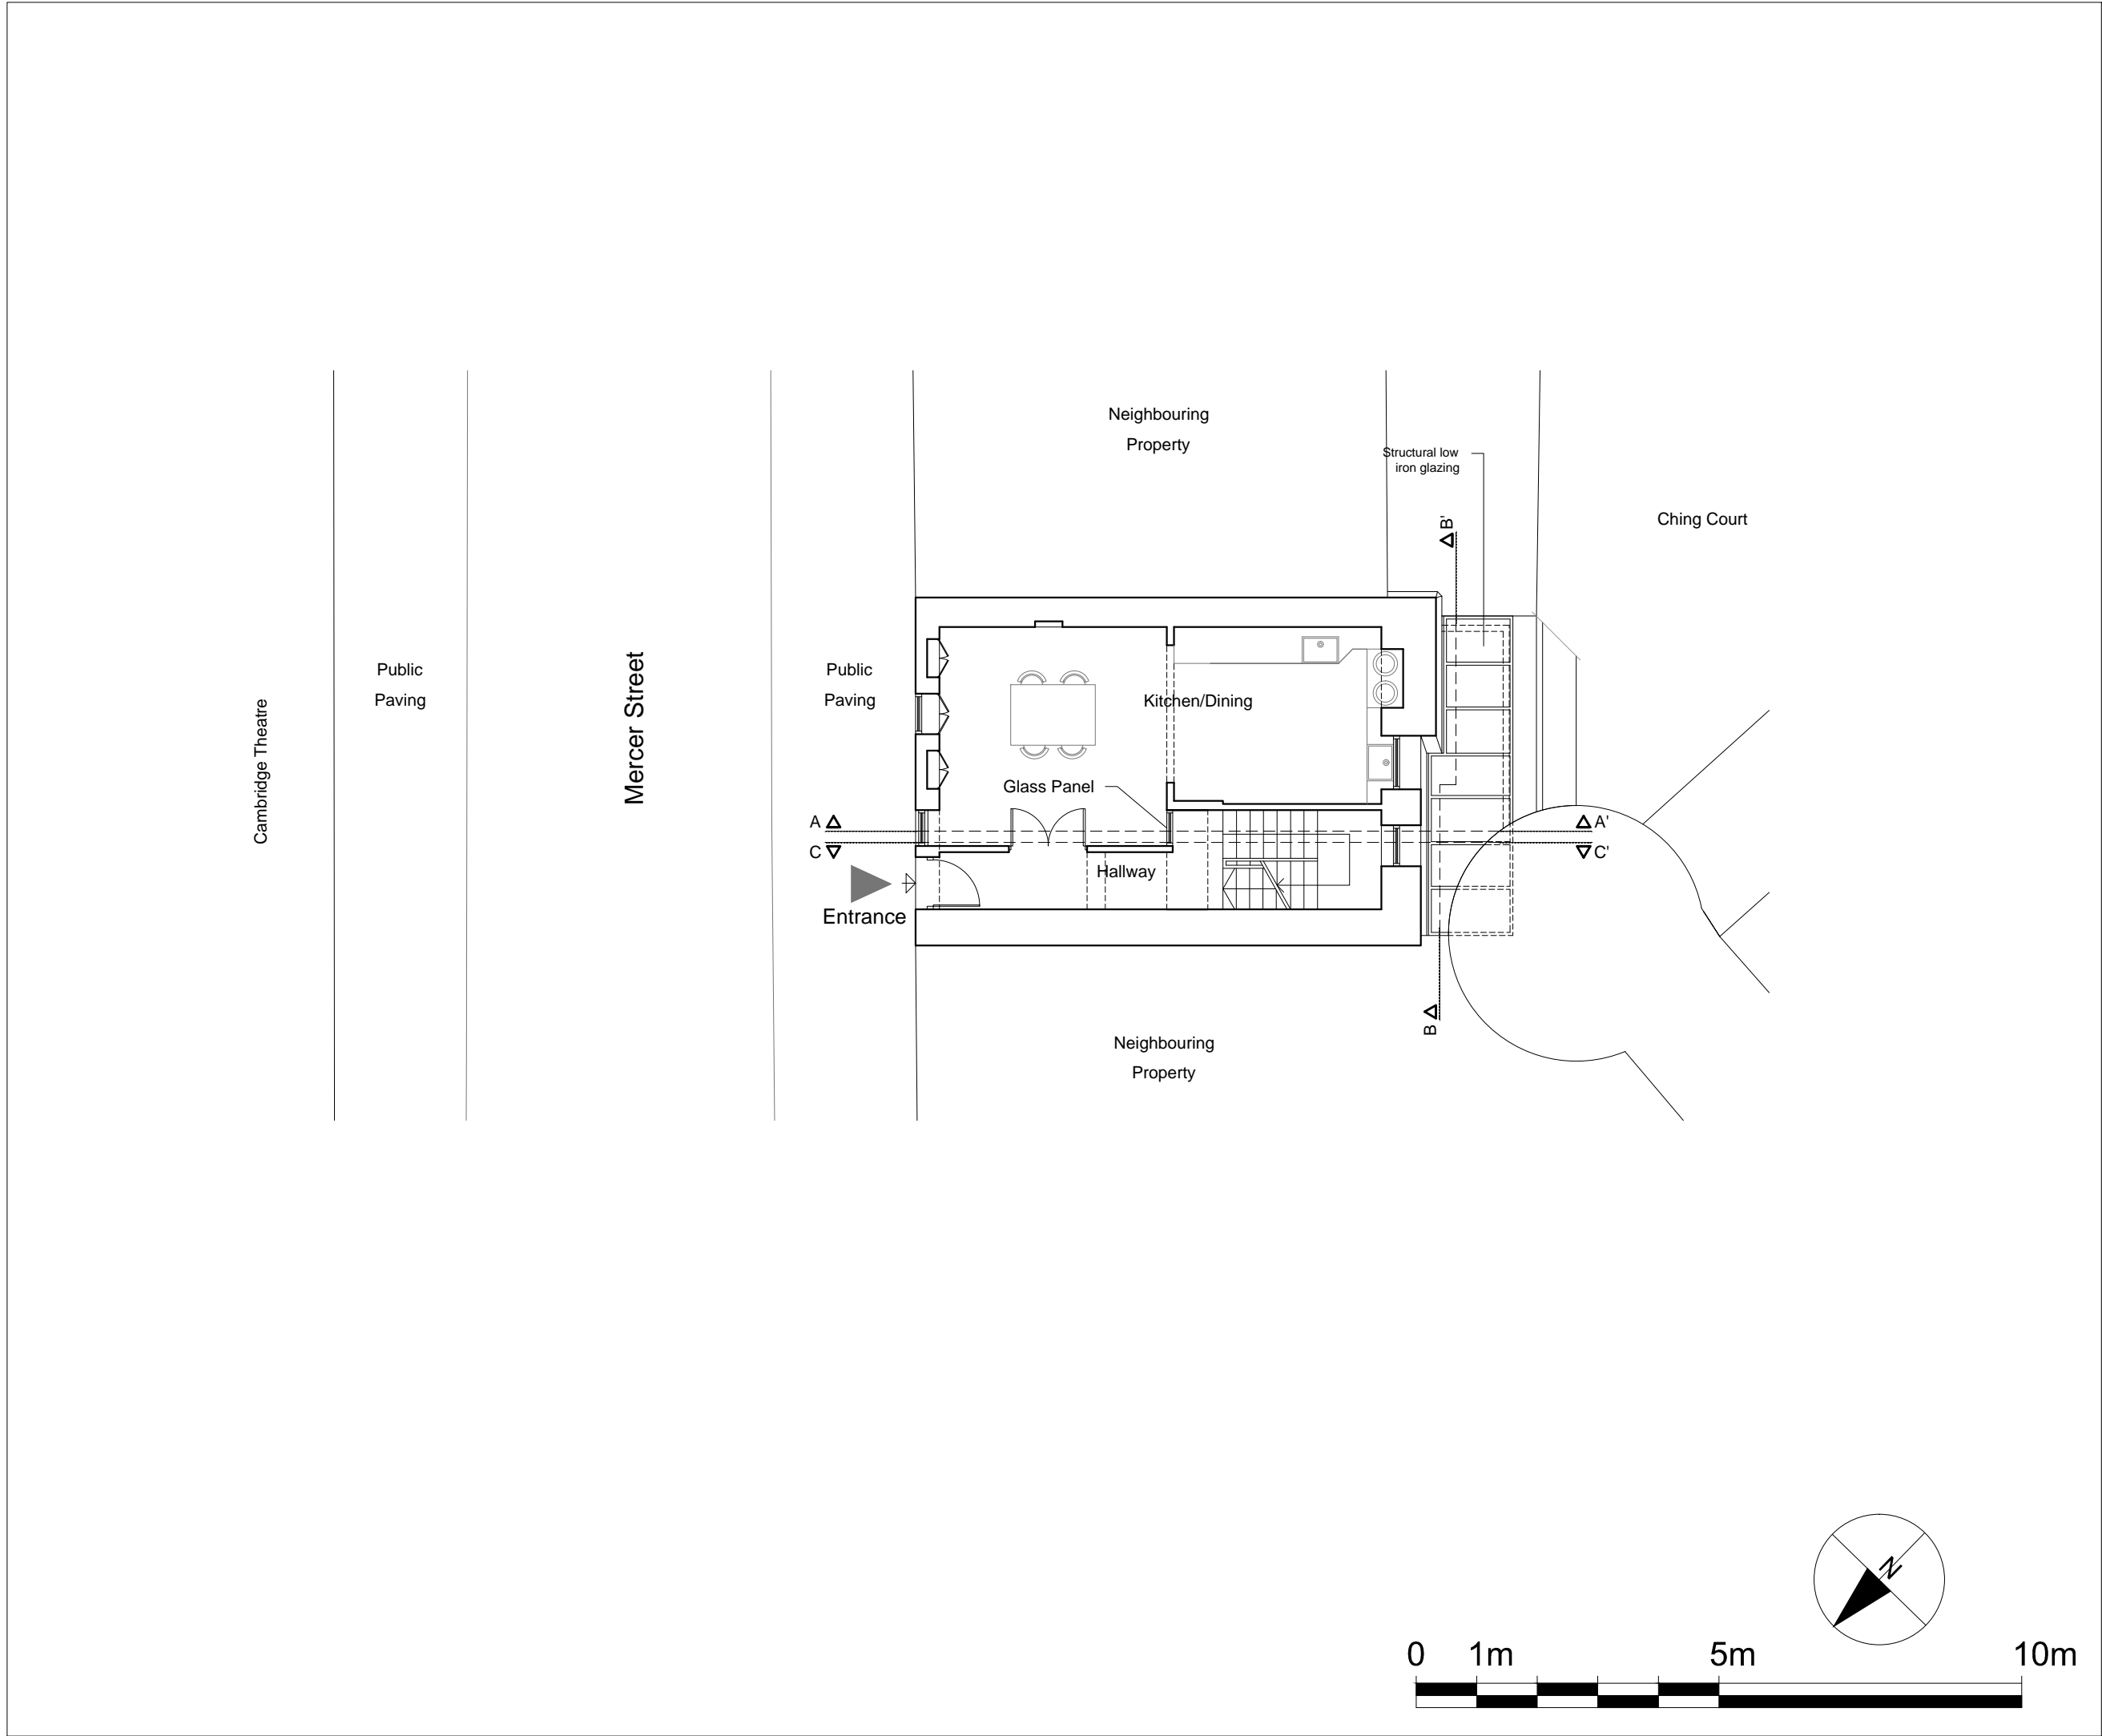 Neighbouring
Property
Structural low
iron glazing
Ching Court
B'
Public
Paving
Mercer Street
Public
Paving
Cambridge Theatre
Kitchen/Dining
Glass Panel
A
A'
C
C'
Hallway
Entrance
B
Neighbouring
Property
N
0 1m 5m 10m